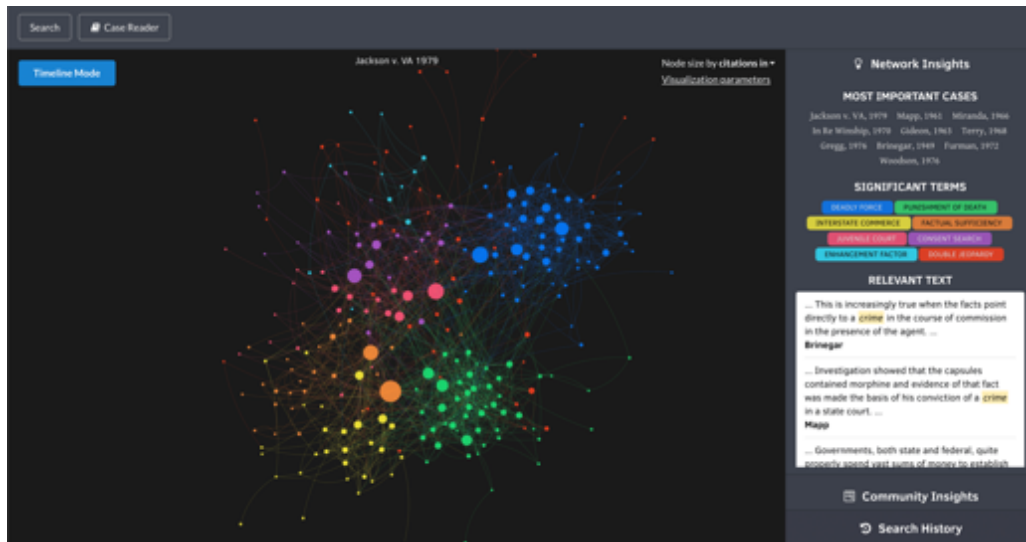 Search
Case Reader
Timeline Mode
Jackson v. VA 1979
Node size by citations in
Visualization parameters
Network Insights
MOST IMPORTANT CASES
Jackson v. VA, 1979 Mapp, 1961 Miranda, 1966
In Re Winship, 1970 Gideon, 1963 Terry, 1968
Gregg, 1976 Brinegar, 1949 Furman, 1972
Woodson, 1976
SIGNIFICANT TERMS
DEADLY FORCE PUNISHMENT OF DEATH
INTERSTATE COMMERCE FACTUAL SUFFICIENCY
JUVENILE COURT CONSENT SEARCH
ENHANCEMENT FACTOR DOUBLE JEOPARDY
RELEVANT TEXT
... This is increasingly true when the facts point
directly to a crime in the course of commission
in the presence of the agent. ...
Brinegar
... Investigation showed that the capsules
contained morphine and evidence of that fact
was made the basis of his conviction of a crime
in a state court. ...
Mapp
... Governments, both state and federal, quite
properly spend vast sums of money to establish
Community Insights
Search History